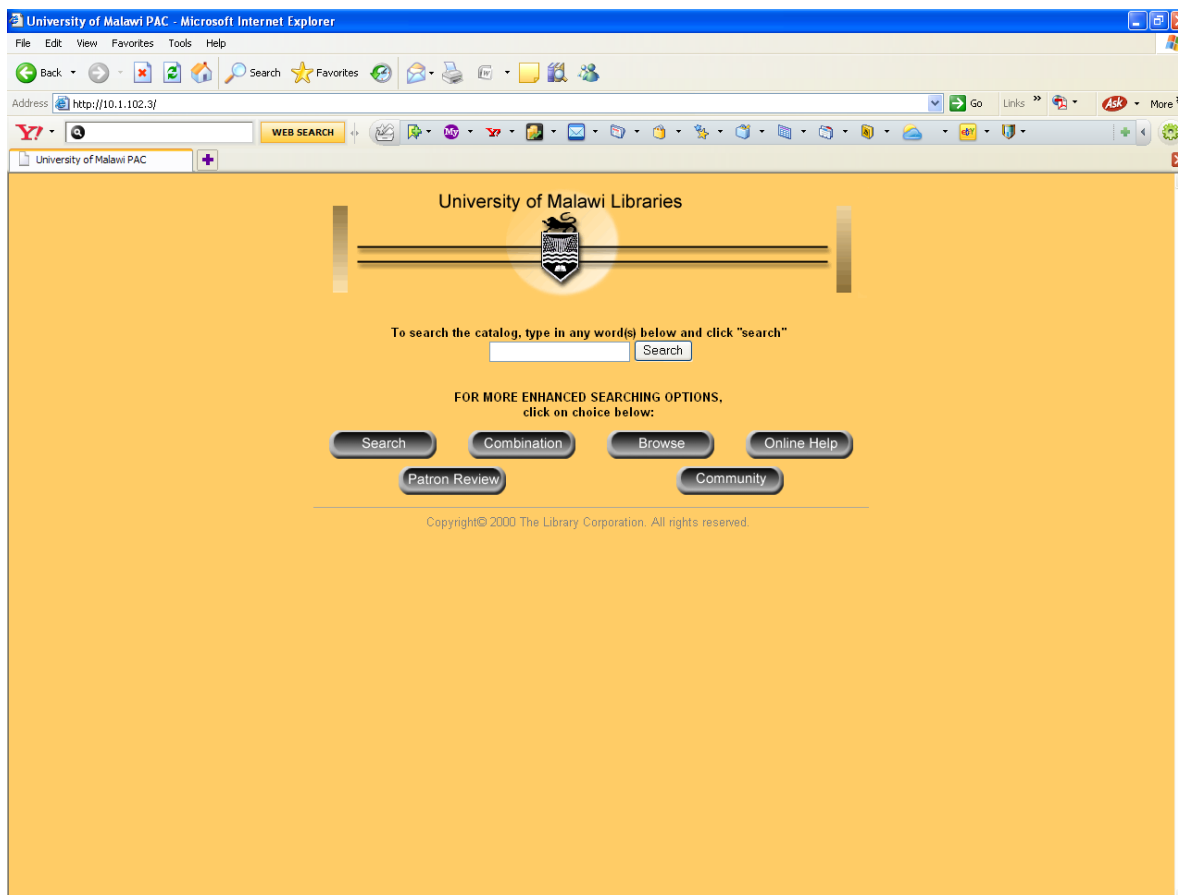 University of Malawi PAC - Microsoft Internet Explorer
File Edit View Favorites Tools Help
Back Search Favorites
Address http://10.1.102.3/ Go Links » Ask More
Y! WEB SEARCH
University of Malawi PAC
University of Malawi Libraries
To search the catalog, type in any word(s) below and click "search"
Search
FOR MORE ENHANCED SEARCHING OPTIONS,
click on choice below:
Search Combination Browse Online Help
Patron Review Community
Copyright© 2000 The Library Corporation. All rights reserved.